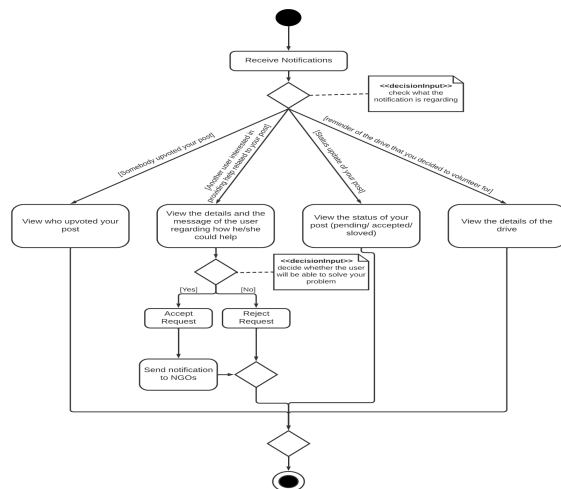 Receive Notifications
<<decisionInput>>
check what the
notification is regarding
[Somebody upvoted your post]
[Another user interested in
providing help related to your post]
[Status update of your post]
[reminder of the drive that you decided to volunteer for]
View who upvoted your
post
View the details and the
message of the user
regarding how he/she
could help
View the status of your
post (pending/ accepted/
sloved)
View the details of the
drive
<<decisionInput>>
decide whether the user
will be able to solve your
problem
[Yes]
[No]
Accept
Request
Reject
Request
Send notification
to NGOs